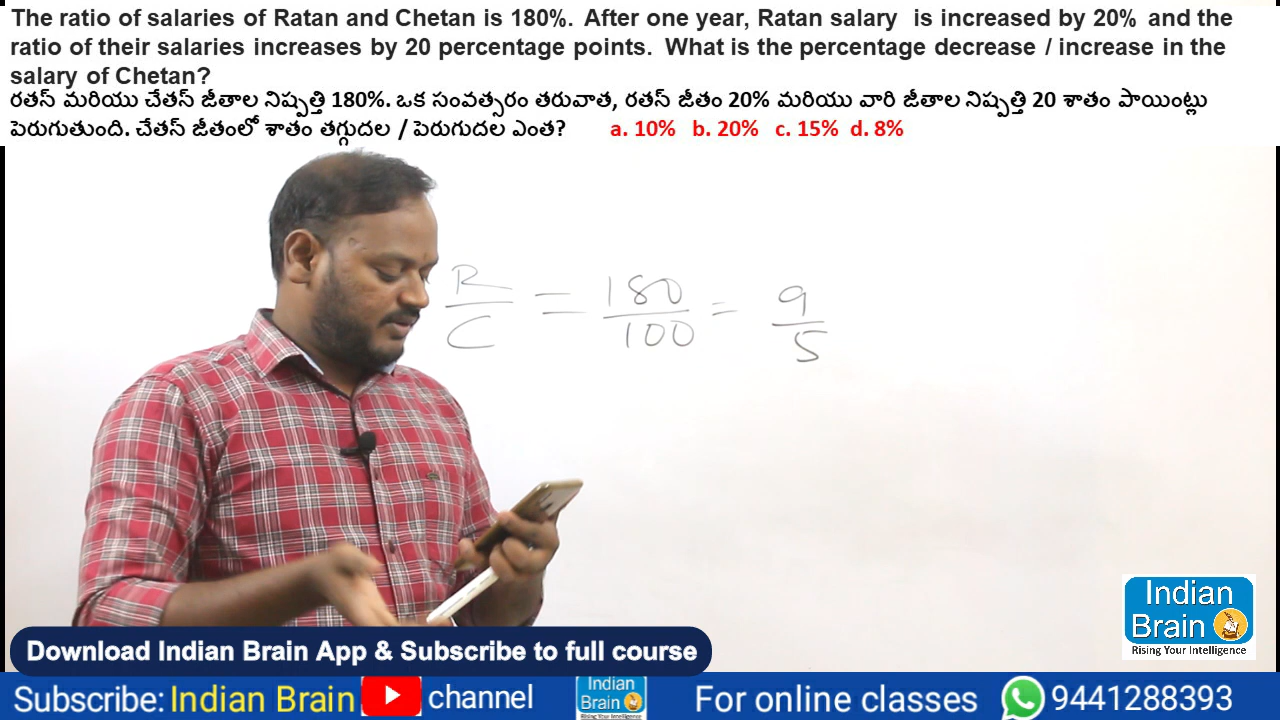 The ratio of salaries of Ratan and Chetan is 180%. After one year, Ratan salary is increased by 20% and the
ratio of their salaries increases by 20 percentage points. What is the percentage decrease / increase in the
salary of Chetan?
రతన్ మరియు చేతన్ జీతాల నిష్పత్తి 180%. ఒక సంవత్సరం తరువాత, రతన్ జీతం 20% మరియు వారి జీతాల నిష్పత్తి 20 శాతం పాయింట్లు
పెరుగుతుంది. చేతన్ జీతంలో శాతం తగ్గుదల / పెరుగుదల ఎంత? a. 10% b. 20% c. 15% d. 8%
R/C = 180/100 = 9/5
Indian
Brain
Rising Your Intelligence
Download Indian Brain App & Subscribe to full course
Subscribe: Indian Brain channel Indian Brain Rising Your Intelligence For online classes 9441288393